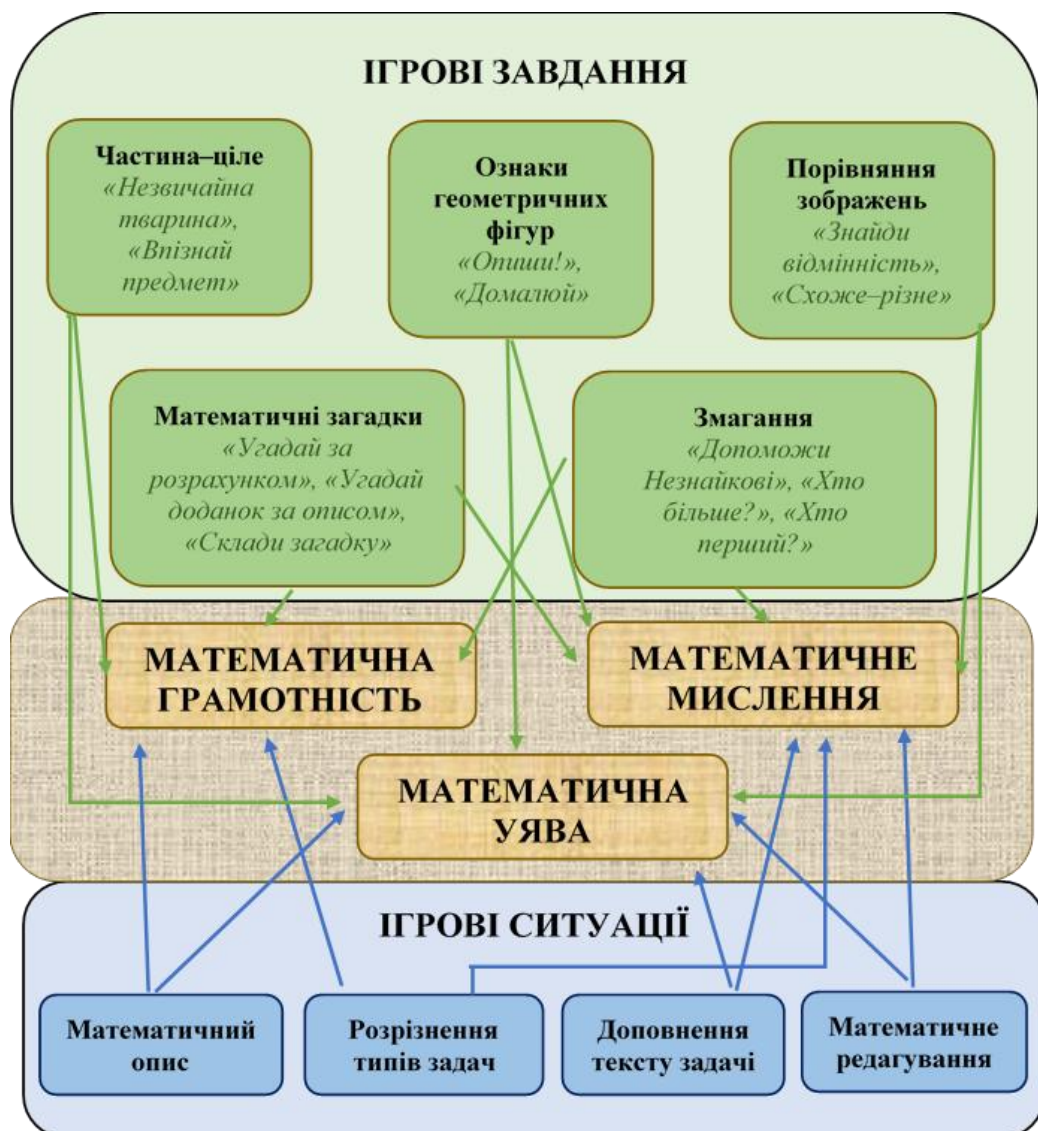 ІГРОВІ ЗАВДАННЯ
Частина–ціле
«Незвичайна
тварина»,
«Впізнай
предмет»
Ознаки
геометричних
фігур
«Опиши!»,
«Домалюй»
Порівняння
зображень
«Знайди
відмінність»,
«Схоже–різне»
Математичні загадки
«Угадай за
розрахунком», «Угадай
доданок за описом»,
«Склади загадку»
Змагання
«Допоможи
Незнайкові», «Хто
більше?», «Хто
перший?»
МАТЕМАТИЧНА
ГРАМОТНІСТЬ
МАТЕМАТИЧНЕ
МИСЛЕННЯ
МАТЕМАТИЧНА
УЯВА
ІГРОВІ СИТУАЦІЇ
Математичний
опис
Розрізнення
типів задач
Доповнення
тексту задачі
Математичне
редагування